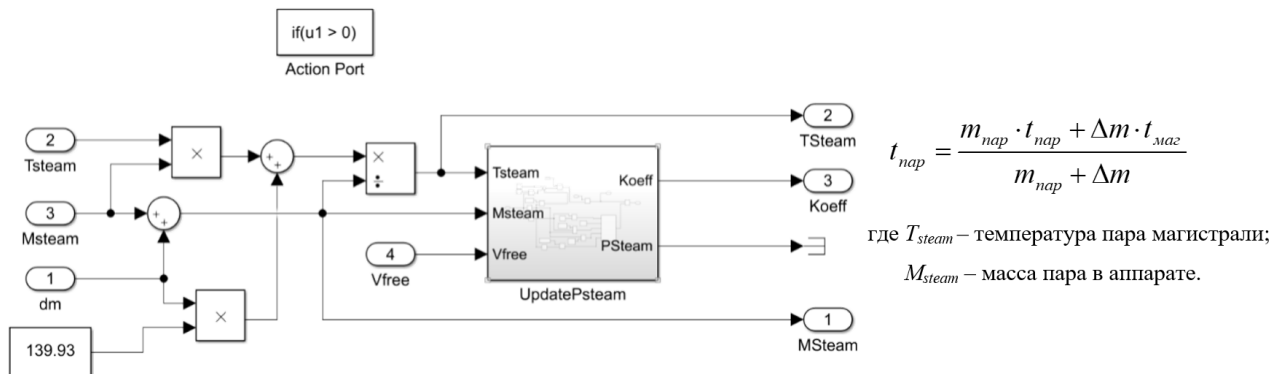 if(u1 > 0)
Action Port
2
Tsteam
3
Msteam
1
dm
139.93
×
+
+
+
+
×
×
÷
4
Vfree
Tsteam
Msteam
Vfree
Koeff
PSteam
UpdatePsteam
2
TSteam
3
Koeff
1
MSteam
t_пар = (m_пар · t_пар + Δm · t_маг) / (m_пар + Δm)
где T_steam – температура пара магистрали;
M_steam – масса пара в аппарате.